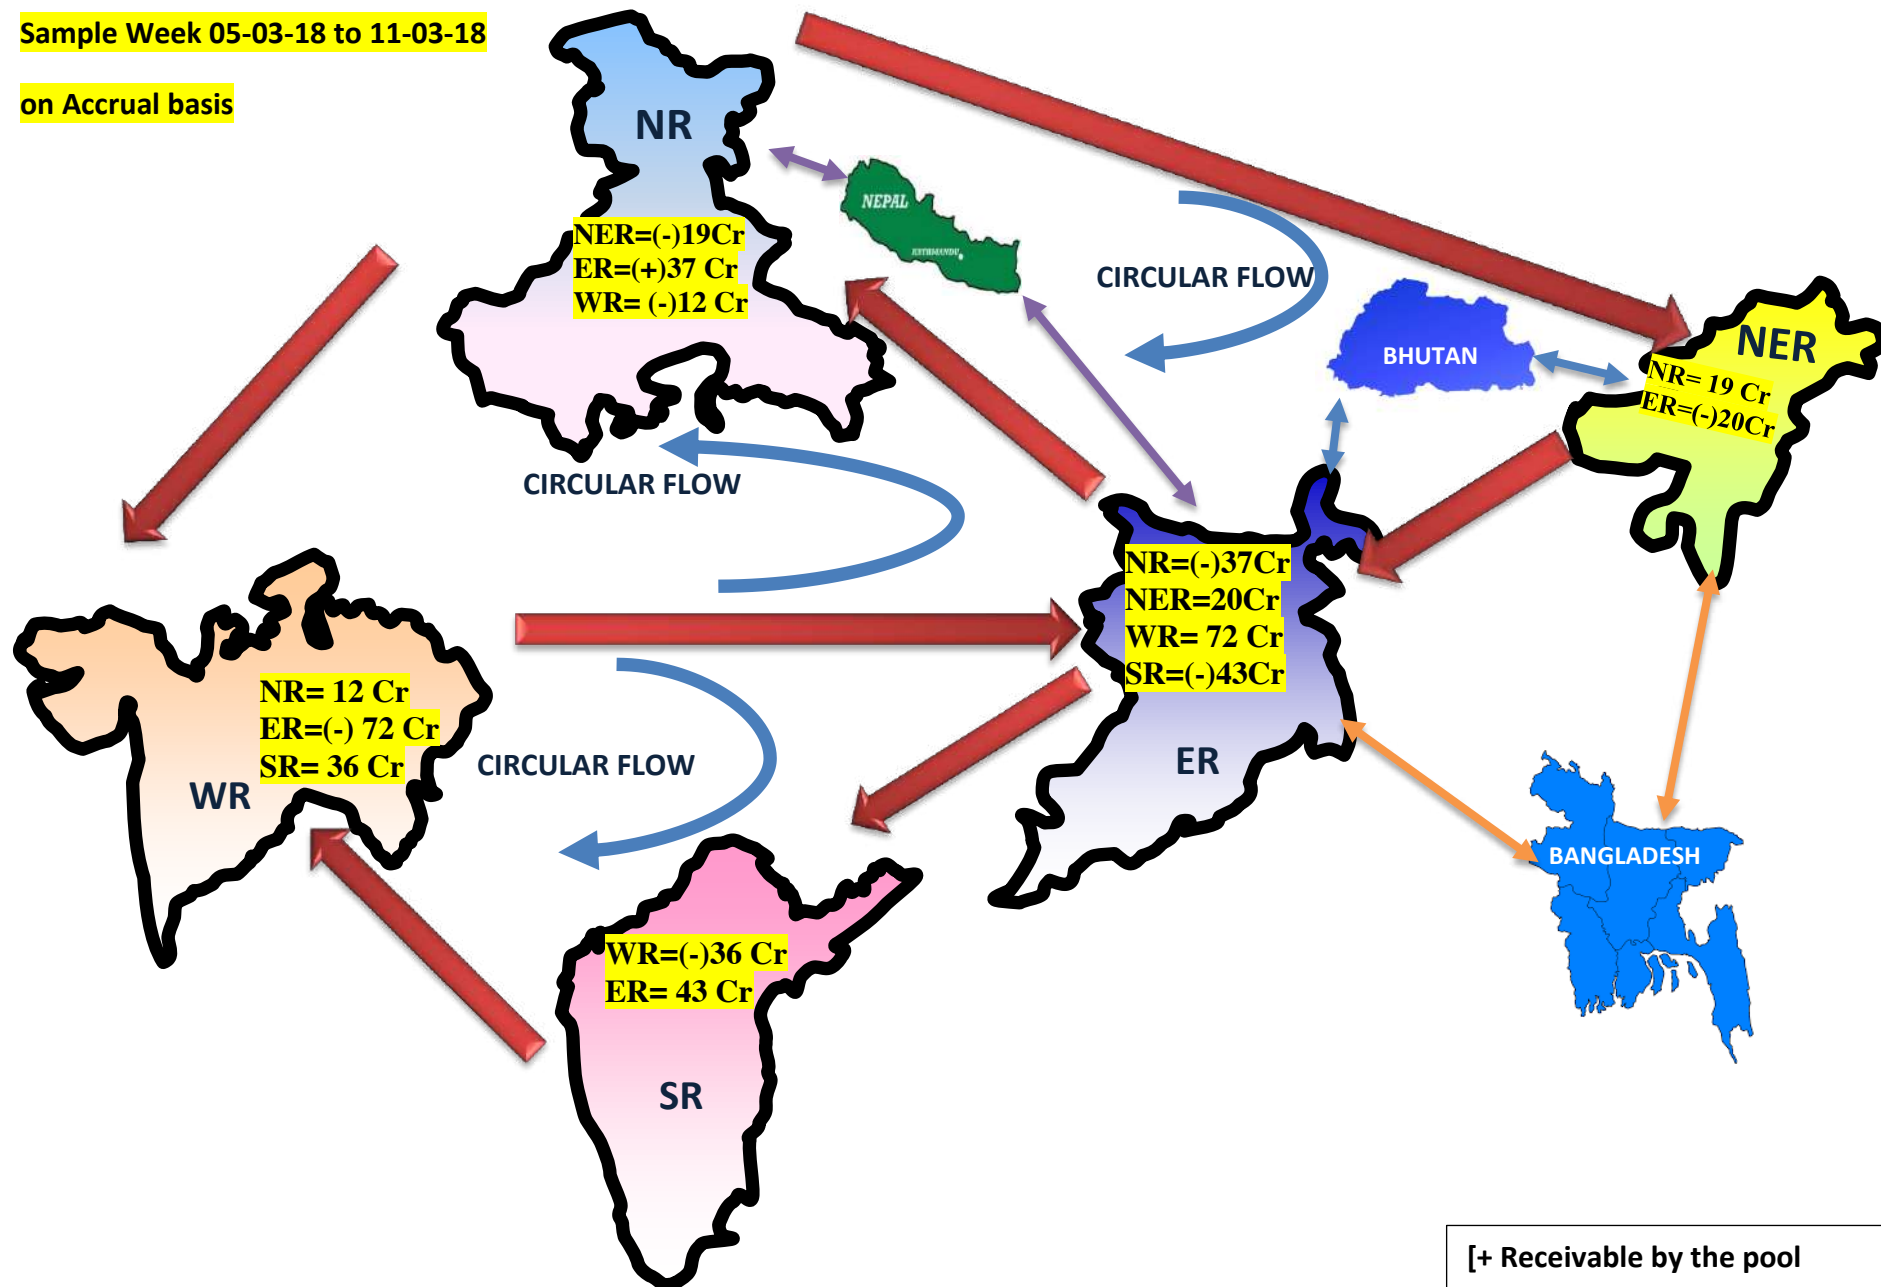 Sample Week 05-03-18 to 11-03-18
on Accrual basis
NR
NER=(-)19Cr
ER=(+)37 Cr
WR= (-)12 Cr
NEPAL
KATHMANDU
CIRCULAR FLOW
BHUTAN
NER
NR= 19 Cr
ER=(-)20Cr
CIRCULAR FLOW
NR=(-)37Cr
NER=20Cr
WR= 72 Cr
SR=(-)43Cr
ER
NR= 12 Cr
ER=(-) 72 Cr
SR= 36 Cr
WR
CIRCULAR FLOW
BANGLADESH
WR=(-)36 Cr
ER= 43 Cr
SR
[+ Receivable by the pool